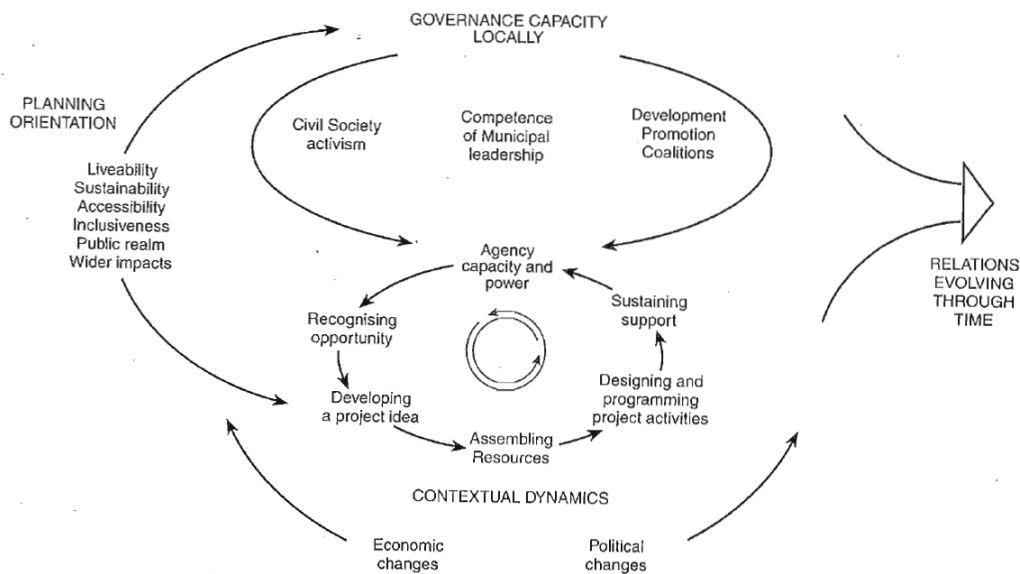 GOVERNANCE CAPACITY
LOCALLY
PLANNING
ORIENTATION
Civil Society
activism
Competence
of Municipal
leadership
Development
Promotion
Coalitions
Liveability
Sustainability
Accessibility
Inclusiveness
Public realm
Wider impacts
Agency
capacity and
power
RELATIONS
EVOLVING
THROUGH
TIME
Recognising
opportunity
Sustaining
support
Developing
a project idea
Designing and
programming
project activities
Assembling
Resources
CONTEXTUAL DYNAMICS
Economic
changes
Political
changes